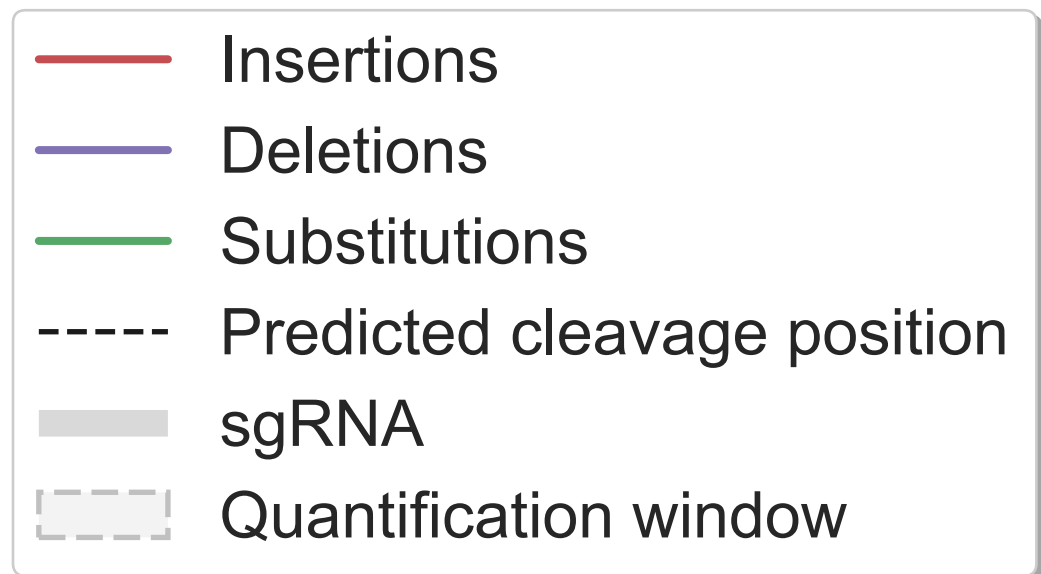 Insertions
Deletions
Substitutions
Predicted cleavage position
sgRNA
Quantification window